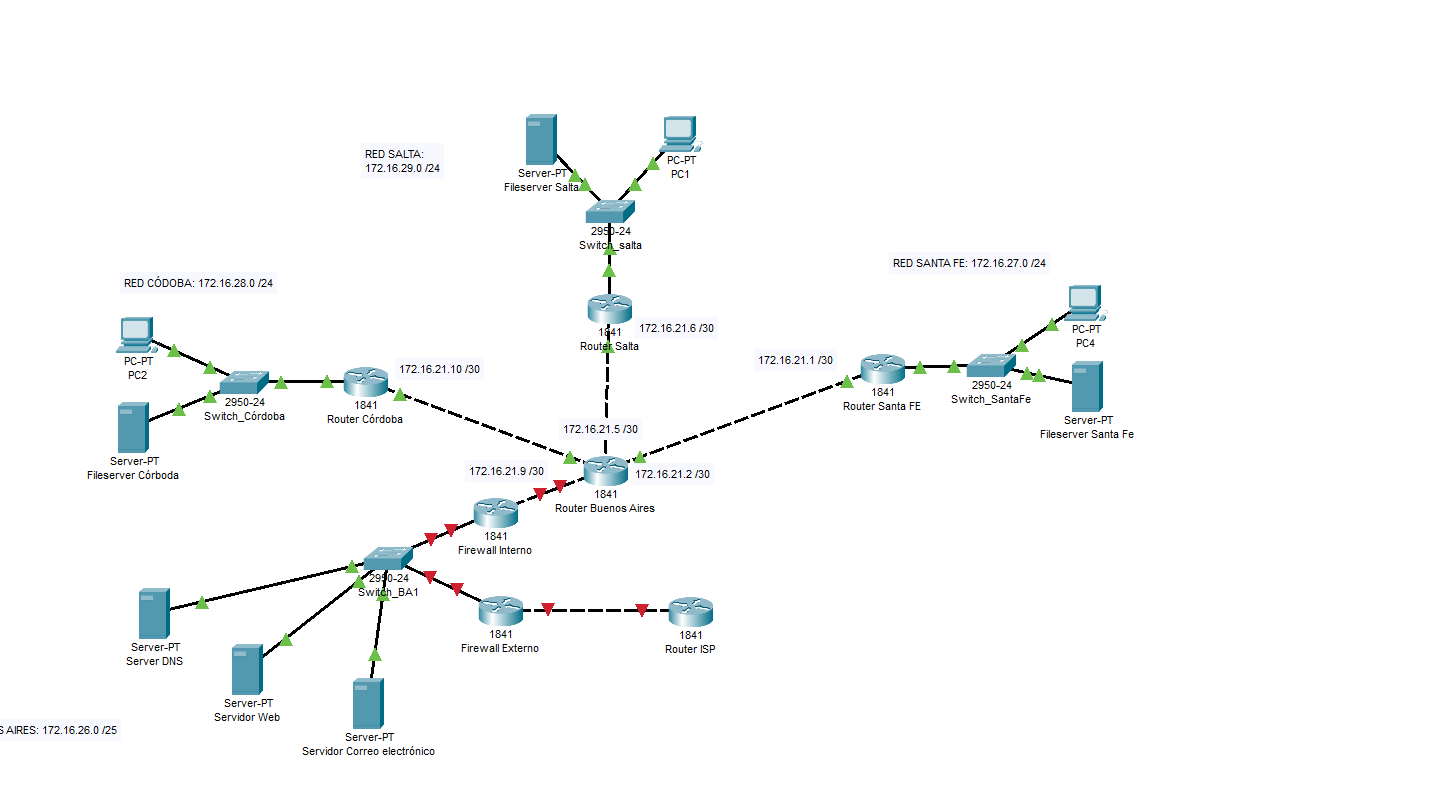 RED SALTA:
172.16.29.0 /24
Server-PT
Fileserver Salta
PC-PT
PC1
2950-24
Switch_salta
RED SANTA FE: 172.16.27.0 /24
RED CÓDOBA: 172.16.28.0 /24
1841
Router Salta
172.16.21.6 /30
PC-PT
PC4
PC-PT
PC2
172.16.21.10 /30
172.16.21.1 /30
2950-24
Switch_Córdoba
1841
Router Córdoba
1841
Router Santa FE
2950-24
Switch_SantaFe
Server-PT
Fileserver Santa Fe
Server-PT
Fileserver Córboda
172.16.21.5 /30
172.16.21.9 /30
172.16.21.2 /30
1841
Router Buenos Aires
1841
Firewall Interno
2950-24
Switch_BA1
1841
Firewall Externo
1841
Router ISP
Server-PT
Server DNS
Server-PT
Servidor Web
Server-PT
Servidor Correo electrónico
S AIRES: 172.16.26.0 /25